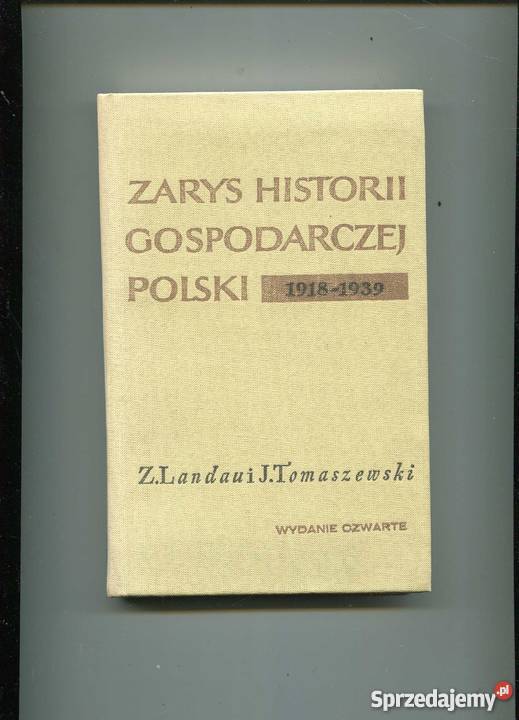 ZARYS HISTORII
GOSPODARCZEJ
POLSKI 1918-1939
Z. Landau i J. Tomaszewski
WYDANIE CZWARTE
Sprzedajemy.pl